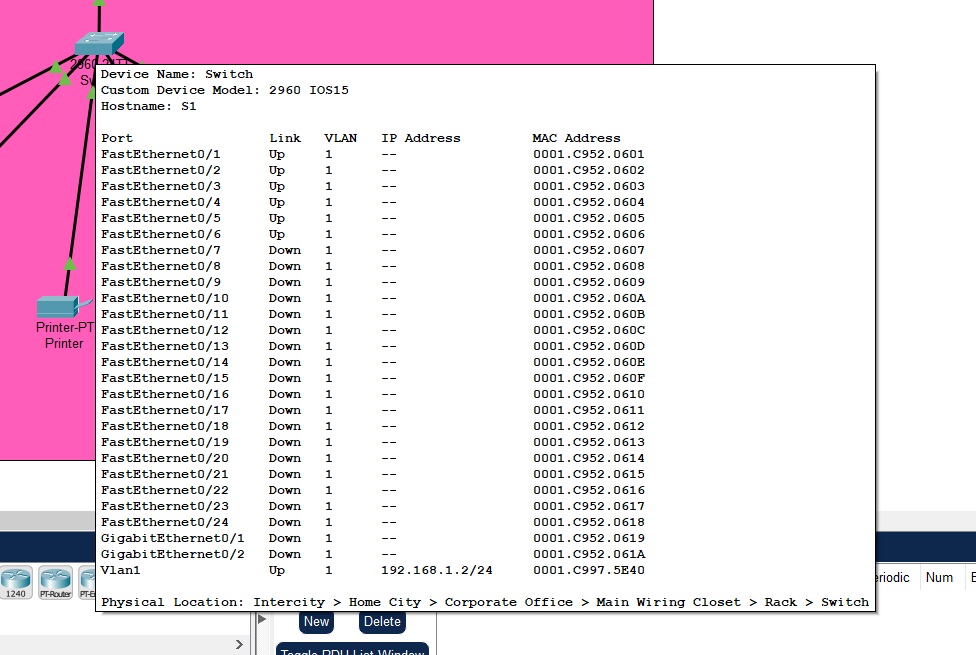 2960
Sw
Device Name: Switch
Custom Device Model: 2960 IOS15
Hostname: S1
Port Link VLAN IP Address MAC Address
FastEthernet0/1 Up 1 -- 0001.C952.0601
FastEthernet0/2 Up 1 -- 0001.C952.0602
FastEthernet0/3 Up 1 -- 0001.C952.0603
FastEthernet0/4 Up 1 -- 0001.C952.0604
FastEthernet0/5 Up 1 -- 0001.C952.0605
FastEthernet0/6 Up 1 -- 0001.C952.0606
FastEthernet0/7 Down 1 -- 0001.C952.0607
FastEthernet0/8 Down 1 -- 0001.C952.0608
FastEthernet0/9 Down 1 -- 0001.C952.0609
FastEthernet0/10 Down 1 -- 0001.C952.060A
FastEthernet0/11 Down 1 -- 0001.C952.060B
FastEthernet0/12 Down 1 -- 0001.C952.060C
FastEthernet0/13 Down 1 -- 0001.C952.060D
FastEthernet0/14 Down 1 -- 0001.C952.060E
FastEthernet0/15 Down 1 -- 0001.C952.060F
FastEthernet0/16 Down 1 -- 0001.C952.0610
FastEthernet0/17 Down 1 -- 0001.C952.0611
FastEthernet0/18 Down 1 -- 0001.C952.0612
FastEthernet0/19 Down 1 -- 0001.C952.0613
FastEthernet0/20 Down 1 -- 0001.C952.0614
FastEthernet0/21 Down 1 -- 0001.C952.0615
FastEthernet0/22 Down 1 -- 0001.C952.0616
FastEthernet0/23 Down 1 -- 0001.C952.0617
FastEthernet0/24 Down 1 -- 0001.C952.0618
GigabitEthernet0/1 Down 1 -- 0001.C952.0619
GigabitEthernet0/2 Down 1 -- 0001.C952.061A
Vlan1 Up 1 192.168.1.2/24 0001.C997.5E40
Physical Location: Intercity > Home City > Corporate Office > Main Wiring Closet > Rack > Switch
Printer-PT
Printer
1240 PT-Router PT-E
eriodic Num
New Delete
Toggle PDU List Window